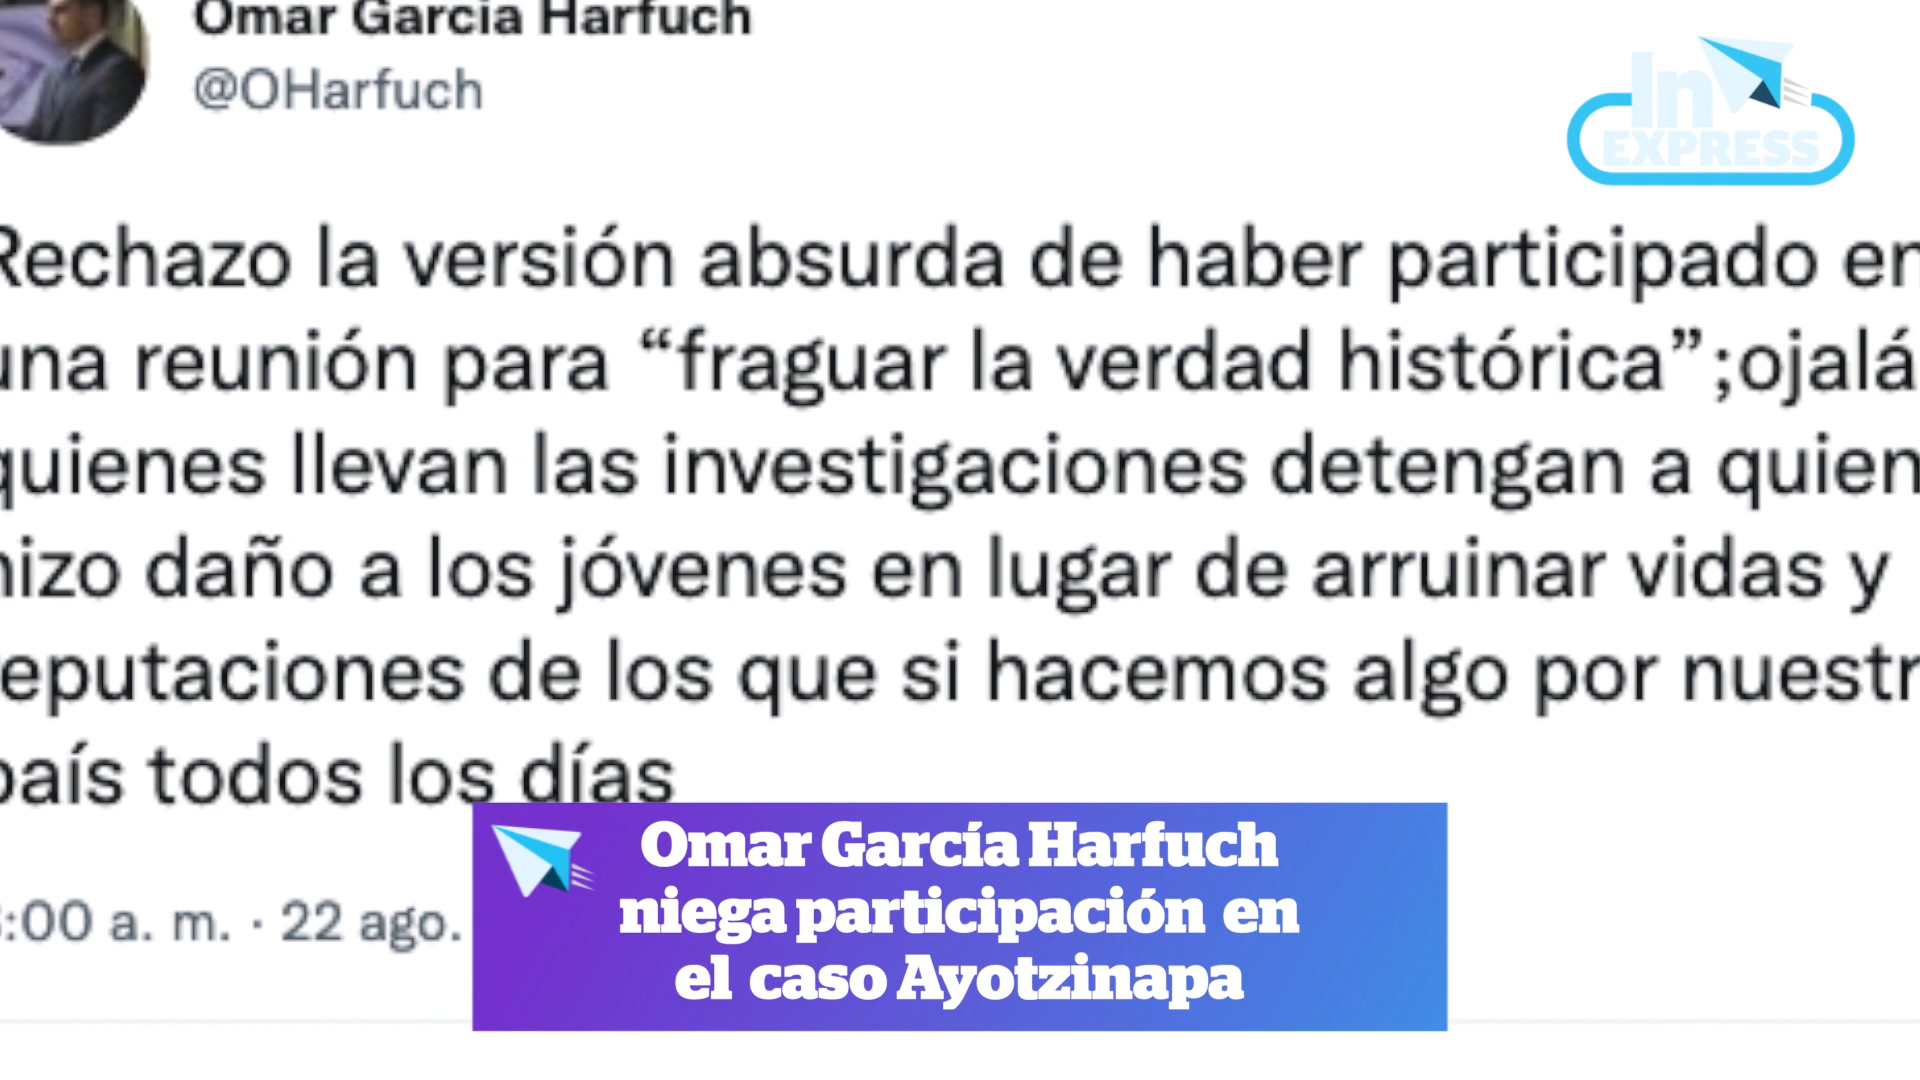 Omar García Harfuch
@OHarfuch
In
EXPRESS
Rechazo la versión absurda de haber participado en
una reunión para “fraguar la verdad histórica”;ojalá
quienes llevan las investigaciones detengan a quien
hizo daño a los jóvenes en lugar de arruinar vidas y
reputaciones de los que si hacemos algo por nuestr
país todos los días
:00 a. m. · 22 ago.
Omar García Harfuch
niega participación en
el caso Ayotzinapa